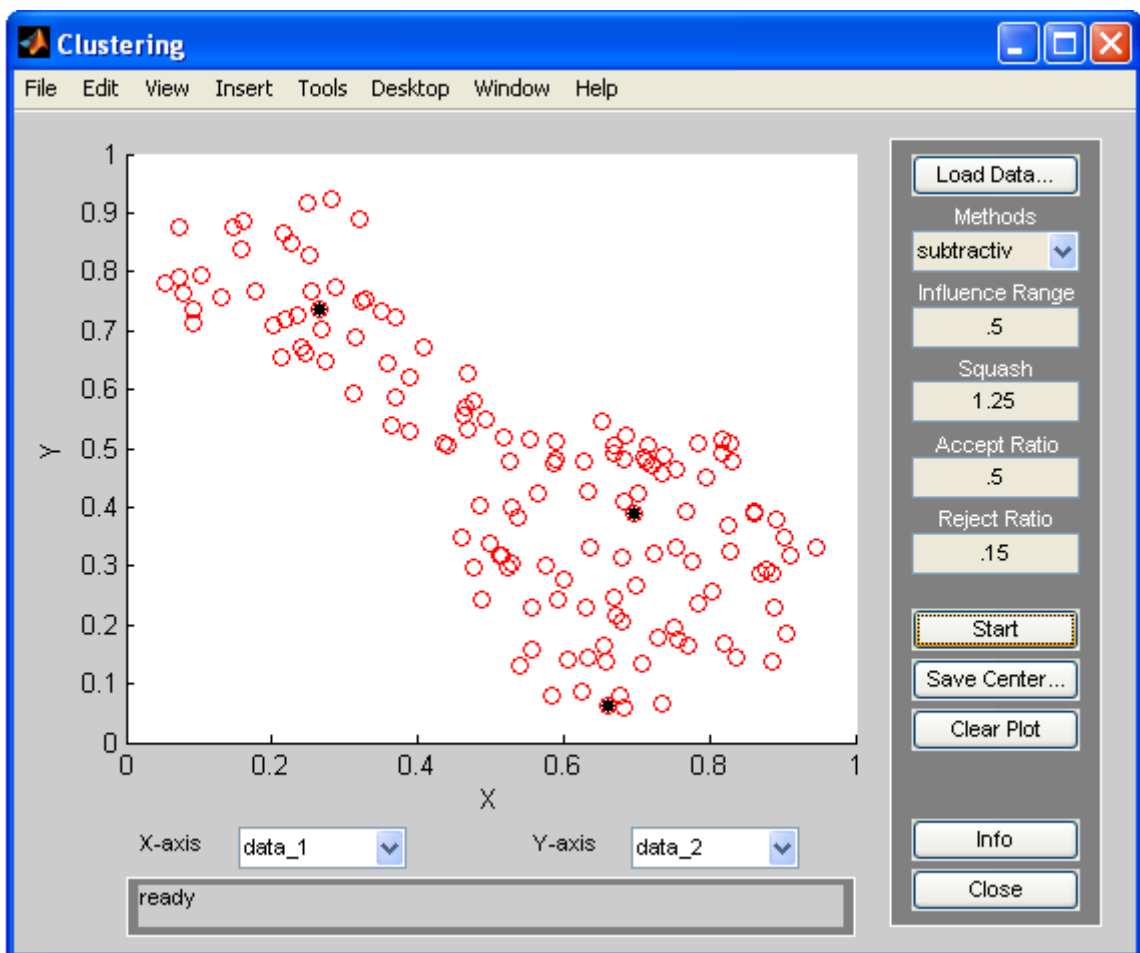 Clustering
File Edit View Insert Tools Desktop Window Help
1
0.9
0.8
0.7
0.6
0.5
0.4
0.3
0.2
0.1
0
Y
0 0.2 0.4 0.6 0.8 1
X
X-axis data_1 Y-axis data_2
ready
Load Data...
Methods
subtractiv
Influence Range
.5
Squash
1.25
Accept Ratio
.5
Reject Ratio
.15
Start
Save Center...
Clear Plot
Info
Close